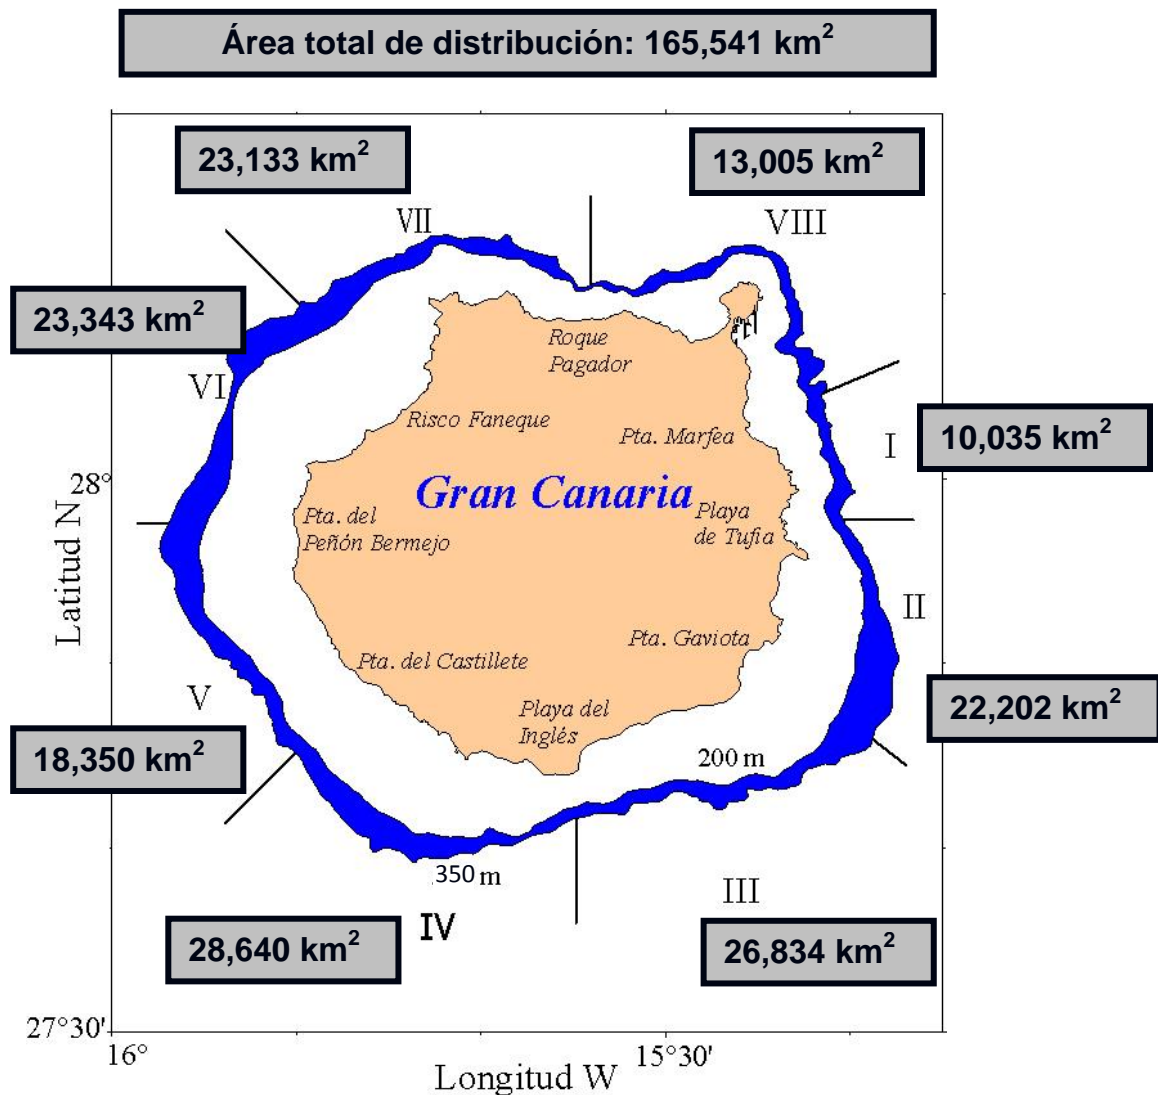 Área total de distribución: 165,541 km²
23,133 km²
13,005 km²
VII
VIII
23,343 km²
Roque
Pagador
VI
Risco Faneque
Pta. Marfea
I
10,035 km²
28°
Gran Canaria
Pta. del
Peñón Bermejo
Playa
de Tufia
Latitud N
II
Pta. Gaviota
Pta. del Castillete
V
22,202 km²
Playa del
Inglés
18,350 km²
200 m
350 m
III
IV
28,640 km²
26,834 km²
27°30'
16°
15°30'
Longitud W